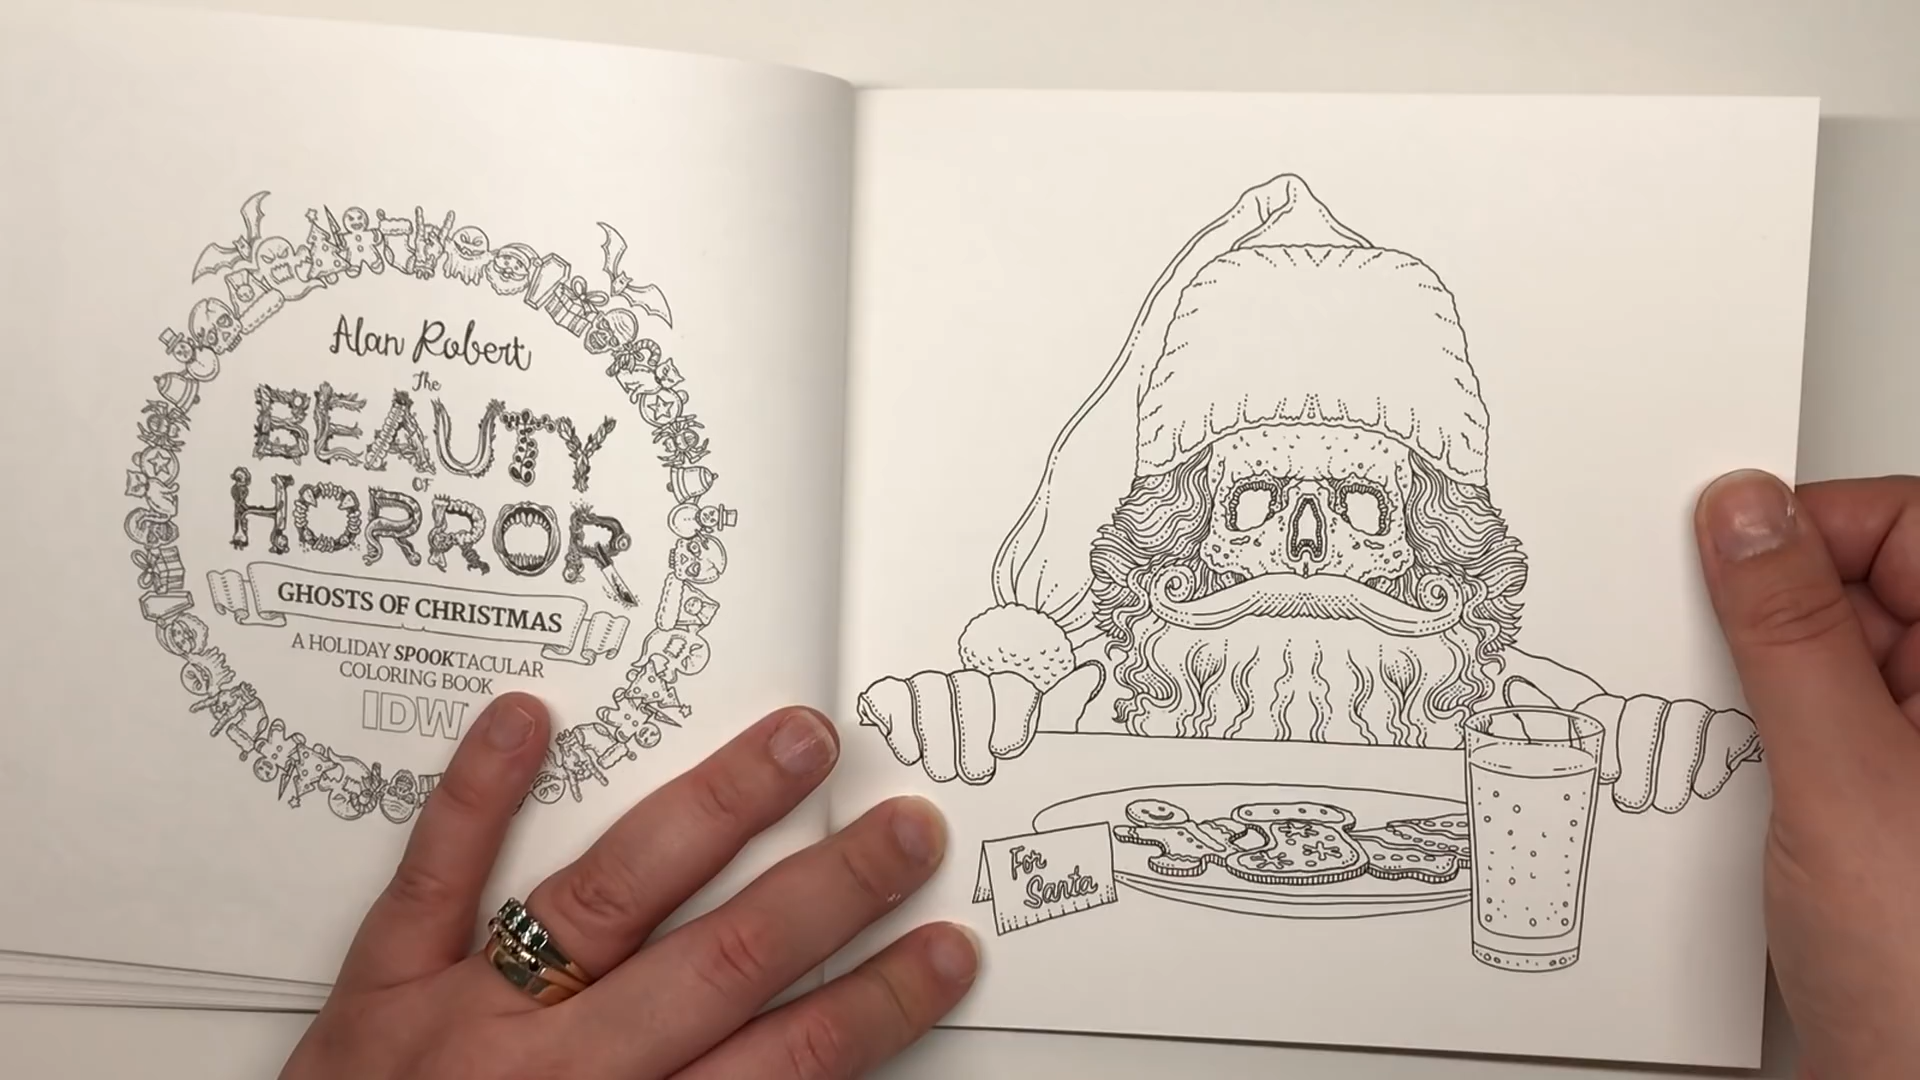 Alan Robert
The
BEAUTY
OF
HORROR
GHOSTS OF CHRISTMAS
A HOLIDAY SPOOKTACULAR
COLORING BOOK
IDW
For
Santa